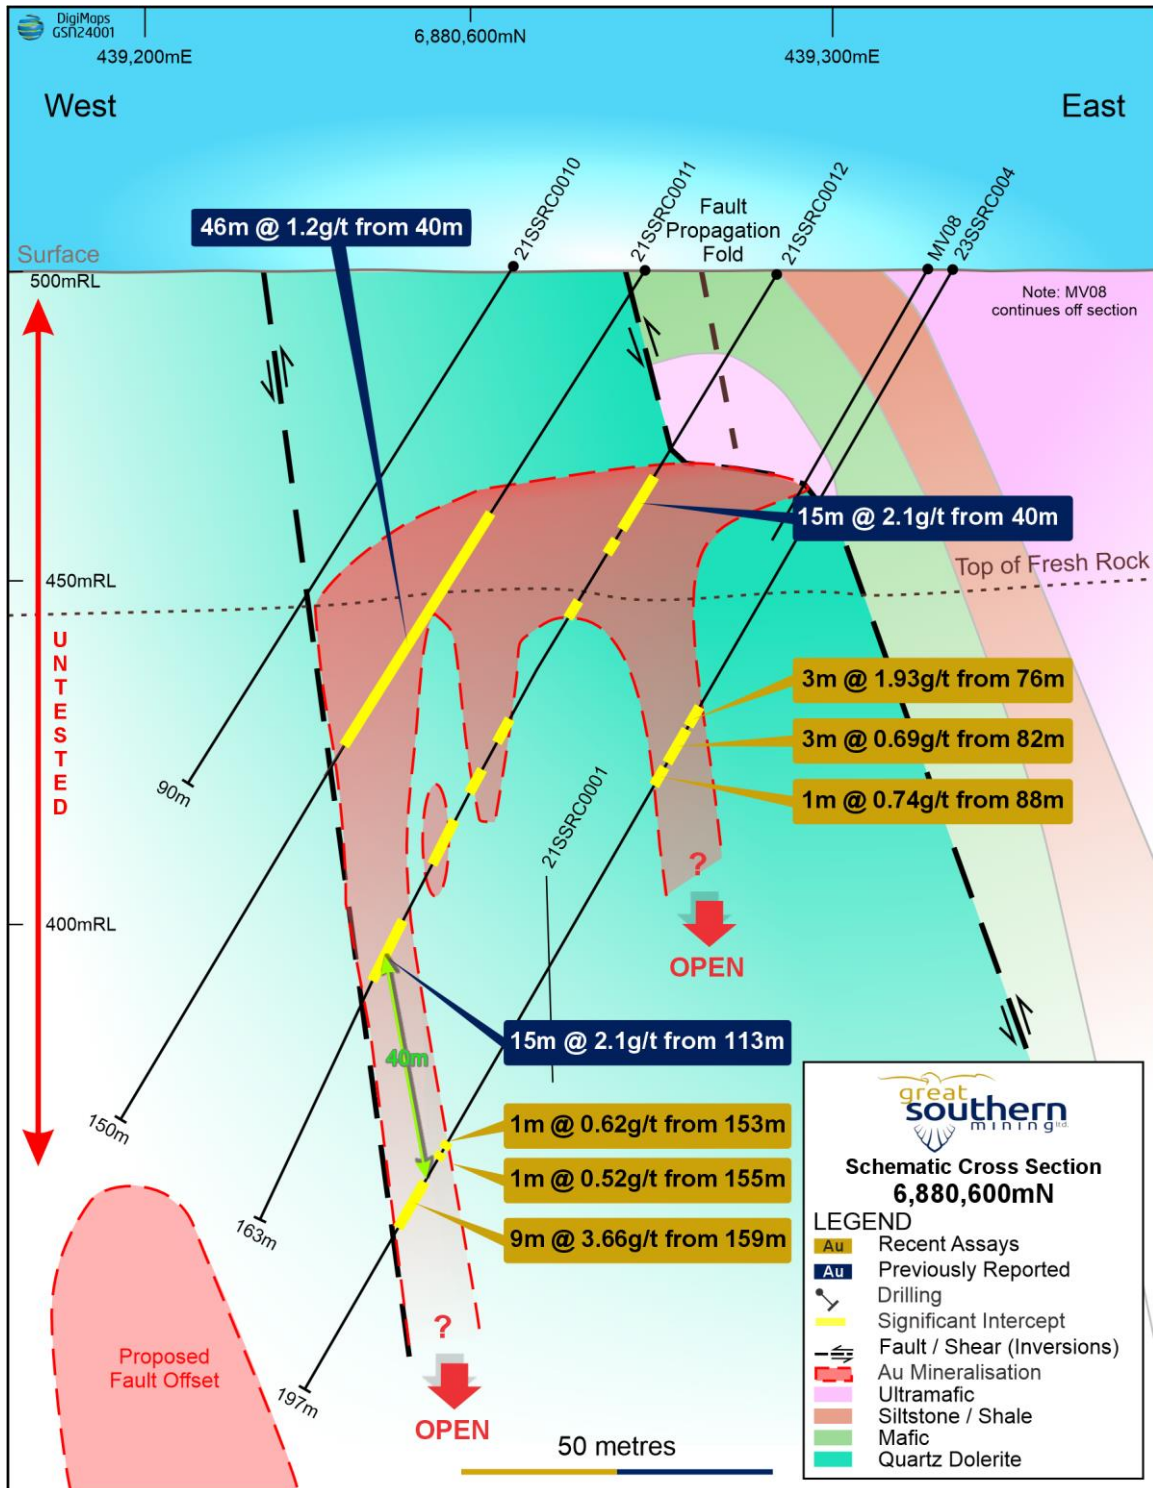 DigiMaps
GSN24001
439,200mE
6,880,600mN
439,300mE
West
East
46m @ 1.2g/t from 40m
21SSRC0010
21SSRC0011
Fault
Propagation
Fold
21SSRC0012
MV08
23SSRC004
Surface
500mRL
Note: MV08
continues off section
15m @ 2.1g/t from 40m
Top of Fresh Rock
450mRL
UNTESTED
3m @ 1.93g/t from 76m
3m @ 0.69g/t from 82m
1m @ 0.74g/t from 88m
90m
21SSRC0001
?
OPEN
400mRL
15m @ 2.1g/t from 113m
40m
1m @ 0.62g/t from 153m
1m @ 0.52g/t from 155m
9m @ 3.66g/t from 159m
150m
163m
197m
?
OPEN
Proposed
Fault Offset
50 metres
great
southern
mining ltd.
Schematic Cross Section
6,880,600mN
LEGEND
Au Recent Assays
Au Previously Reported
Drilling
Significant Intercept
Fault / Shear (Inversions)
Au Mineralisation
Ultramafic
Siltstone / Shale
Mafic
Quartz Dolerite